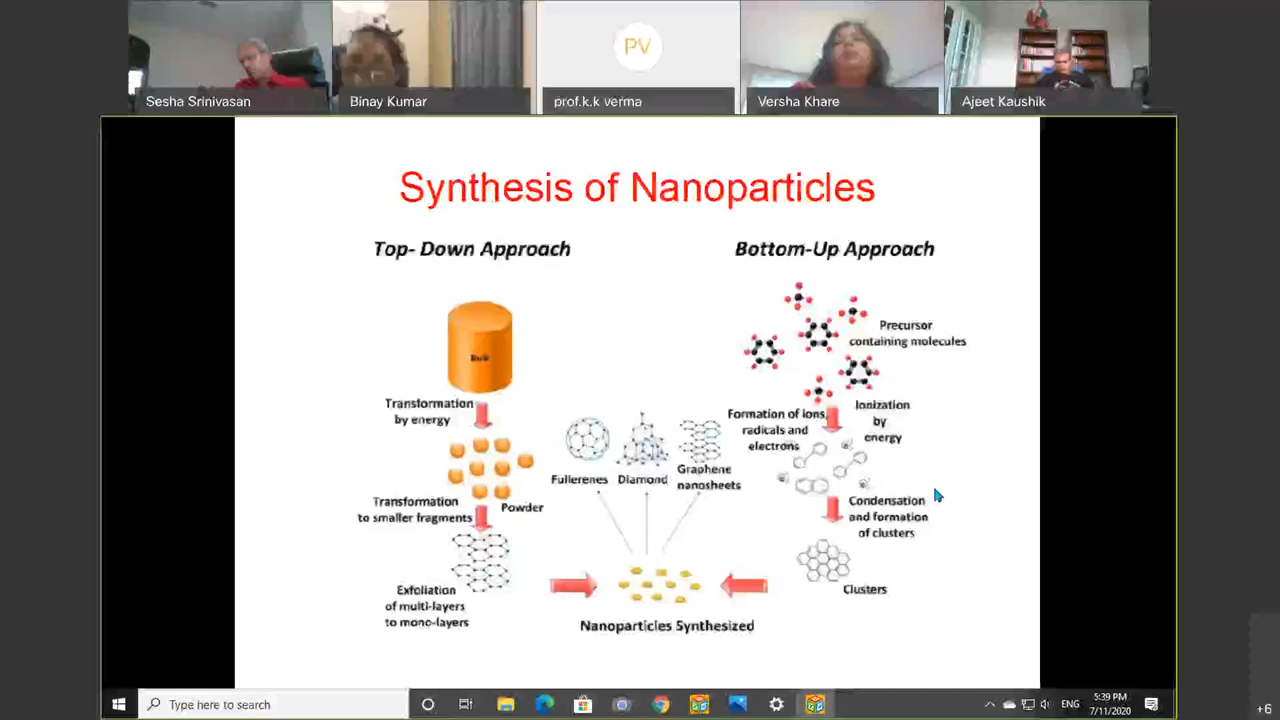 PV
Sesha Srinivasan
Binay Kumar
prof.k.k verma
Versha Khare
Ajeet Kaushik
Synthesis of Nanoparticles
Top- Down Approach
Bottom-Up Approach
Bulk
Transformation
by energy
Powder
Transformation
to smaller fragments
Exfoliation
of multi-layers
to mono-layers
Fullerenes
Diamond
Graphene
nanosheets
Nanoparticles Synthesized
Precursor
containing molecules
Formation of ions,
radicals and
electrons
Ionization
by
energy
Condensation
and formation
of clusters
Clusters
Type here to search
ENG
5:39 PM
7/11/2020
+6